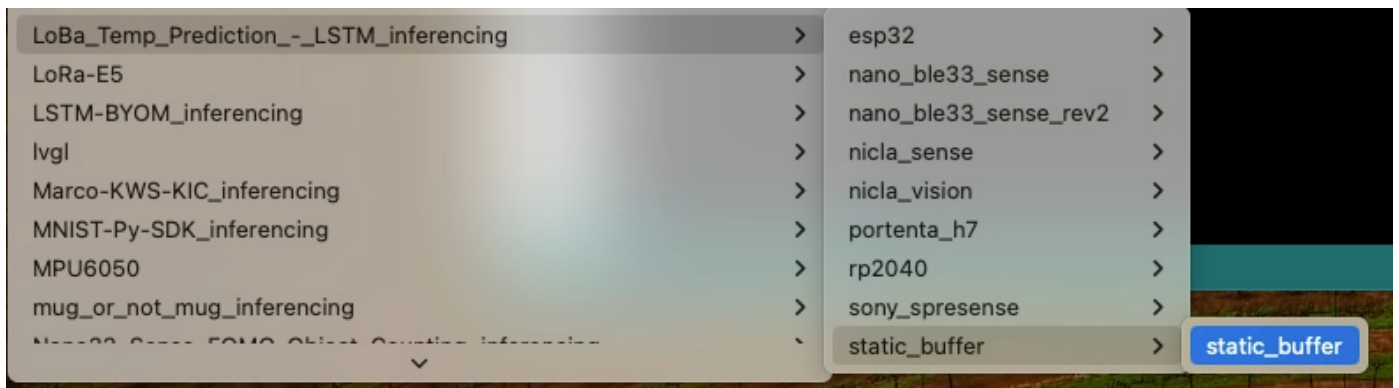 LoBa_Temp_Prediction_-_LSTM_inferencing
LoRa-E5
LSTM-BYOM_inferencing
lvgl
Marco-KWS-KIC_inferencing
MNIST-Py-SDK_inferencing
MPU6050
mug_or_not_mug_inferencing
Nano33_Sense_FOMO_Object_Counting_inferencing
esp32
nano_ble33_sense
nano_ble33_sense_rev2
nicla_sense
nicla_vision
portenta_h7
rp2040
sony_spresense
static_buffer
static_buffer